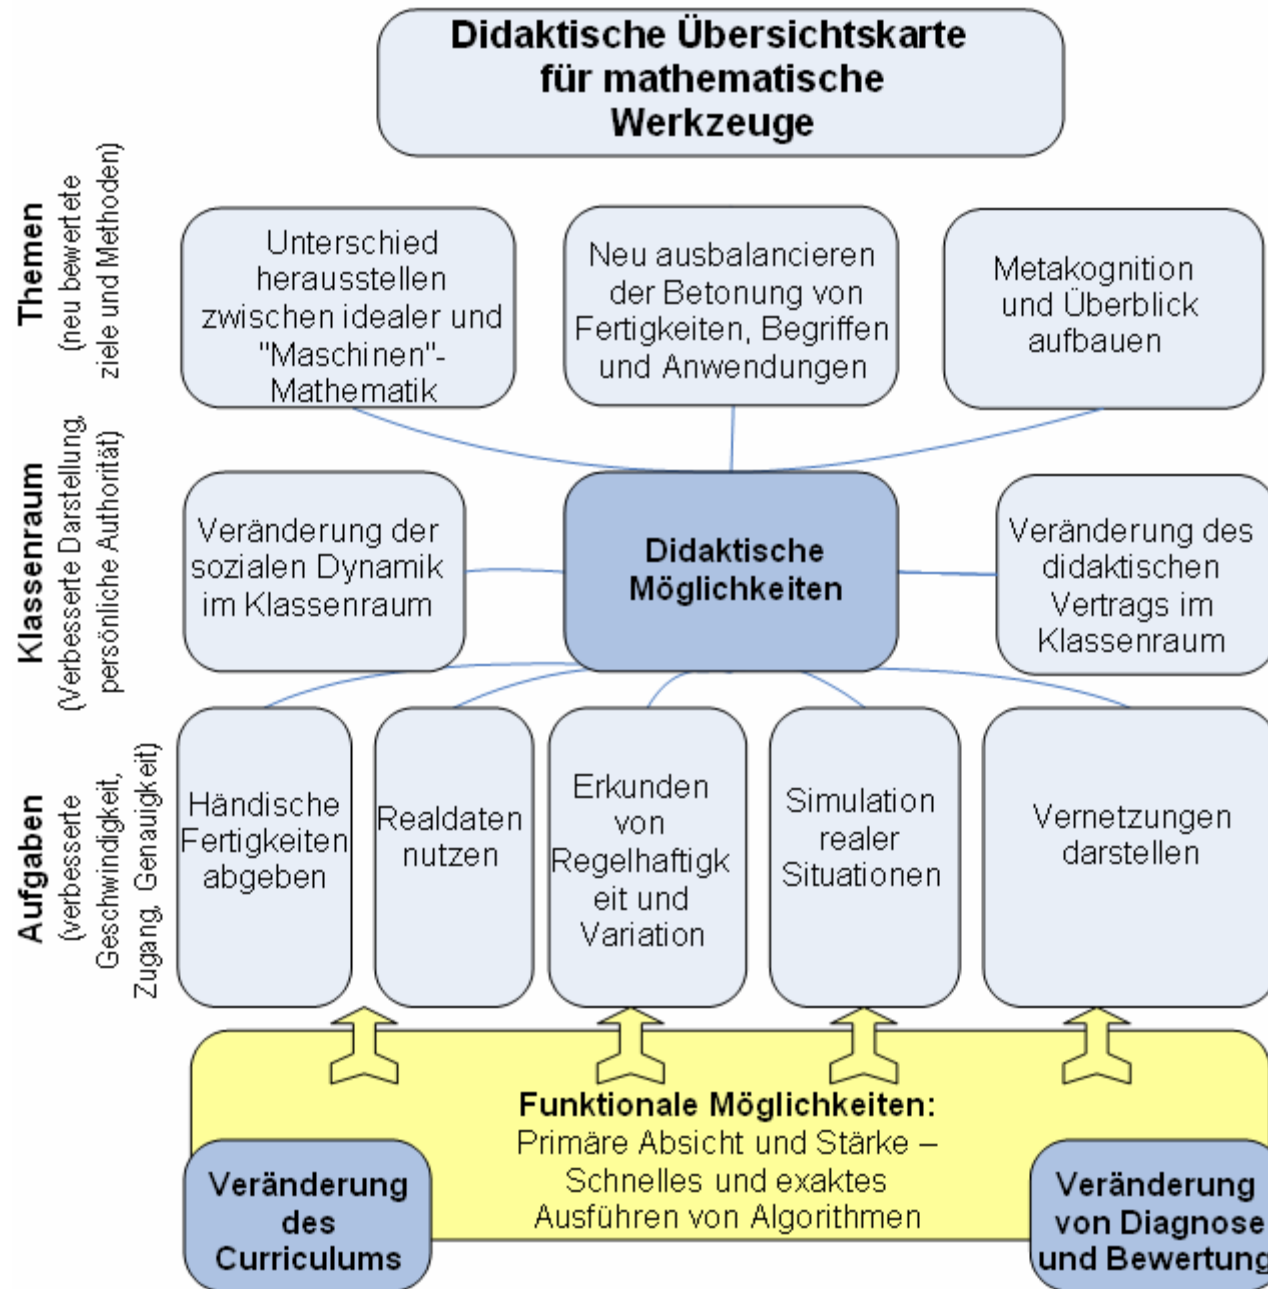 Didaktische Übersichtskarte
für mathematische
Werkzeuge
Themen
(neu bewertete
ziele und Methoden)
Unterschied
herausstellen
zwischen idealer und
"Maschinen"-
Mathematik
Neu ausbalancieren
der Betonung von
Fertigkeiten, Begriffen
und Anwendungen
Metakognition
und Überblick
aufbauen
Klassenraum
(Verbesserte Darstellung,
persönliche Authorität)
Veränderung der
sozialen Dynamik
im Klassenraum
Didaktische
Möglichkeiten
Veränderung des
didaktischen
Vertrags im
Klassenraum
Aufgaben
(verbesserte
Geschwindigkeit,
Zugang, Genauigkeit)
Händische
Fertigkeiten
abgeben
Realdaten
nutzen
Erkunden
von
Regelhaftigk
eit und
Variation
Simulation
realer
Situationen
Vernetzungen
darstellen
Funktionale Möglichkeiten:
Primäre Absicht und Stärke –
Schnelles und exaktes
Ausführen von Algorithmen
Veränderung
des
Curriculums
Veränderung
von Diagnose
und Bewertung